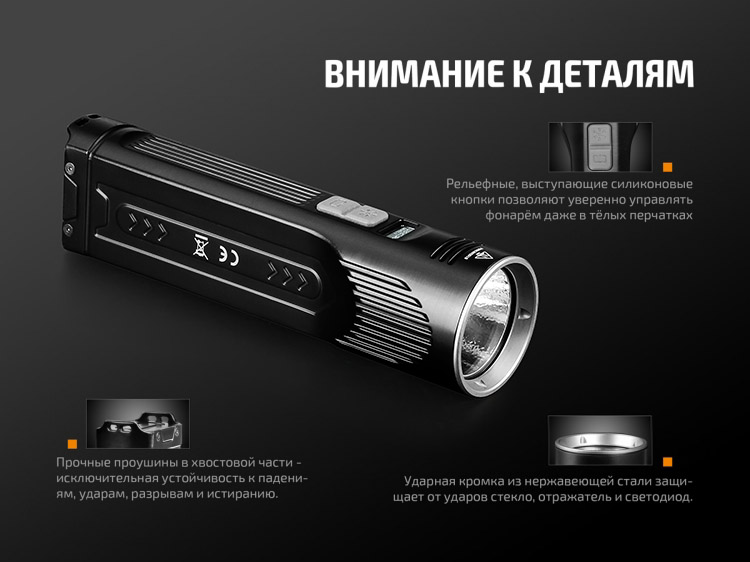 ВНИМАНИЕ К ДЕТАЛЯМ
Рельефные, выступающие силиконовые
кнопки позволяют уверенно управлять
фонарём даже в тёлых перчатках
CE
Прочные проушины в хвостовой части -
исключительная устойчивость к падени-
ям, ударам, разрывам и истиранию.
Ударная кромка из нержавеющей стали защи-
щает от ударов стекло, отражатель и светодиод.